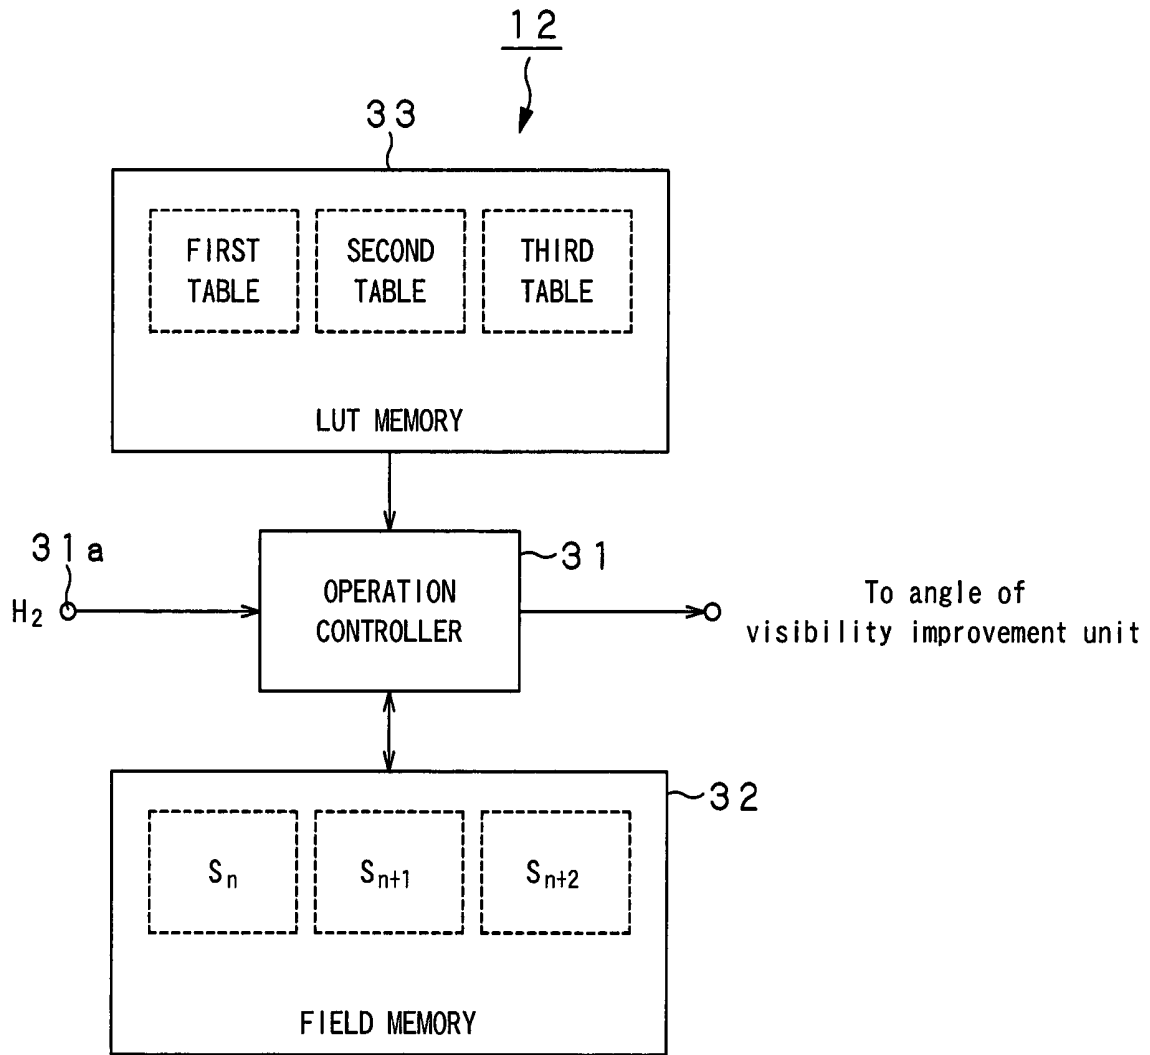 12
33
FIRST TABLE
SECOND TABLE
THIRD TABLE
LUT MEMORY
31a
H2
OPERATION
CONTROLLER
31
To angle of
visibility improvement unit
32
Sn
Sn+1
Sn+2
FIELD MEMORY